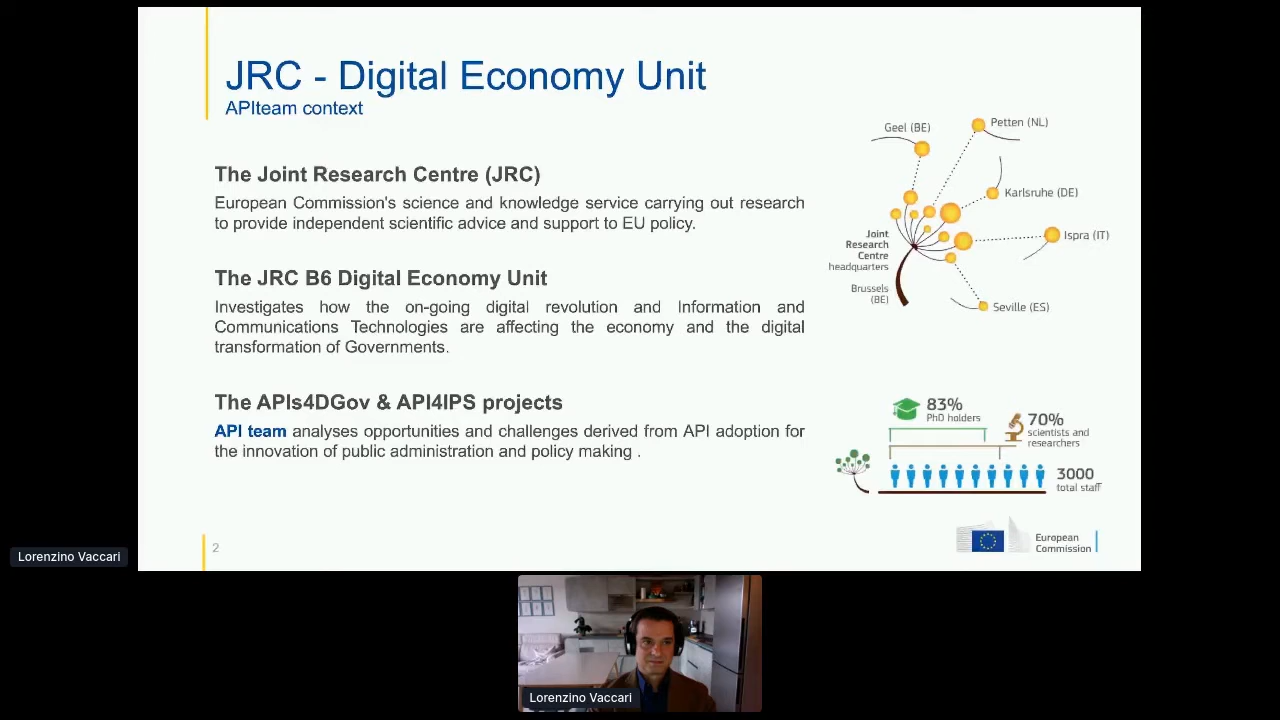 JRC - Digital Economy Unit
APIteam context
The Joint Research Centre (JRC)
European Commission's science and knowledge service carrying out research
to provide independent scientific advice and support to EU policy.
The JRC B6 Digital Economy Unit
Investigates how the on-going digital revolution and Information and
Communications Technologies are affecting the economy and the digital
transformation of Governments.
The APIs4DGov & API4IPS projects
API team analyses opportunities and challenges derived from API adoption for
the innovation of public administration and policy making .
Geel (BE)
Petten (NL)
Karlsruhe (DE)
Ispra (IT)
Seville (ES)
Joint
Research
Centre
headquarters
Brussels
(BE)
83%
PhD holders
70%
scientists and
researchers
3000
total staff
2
European
Commission
Lorenzino Vaccari
Lorenzino Vaccari